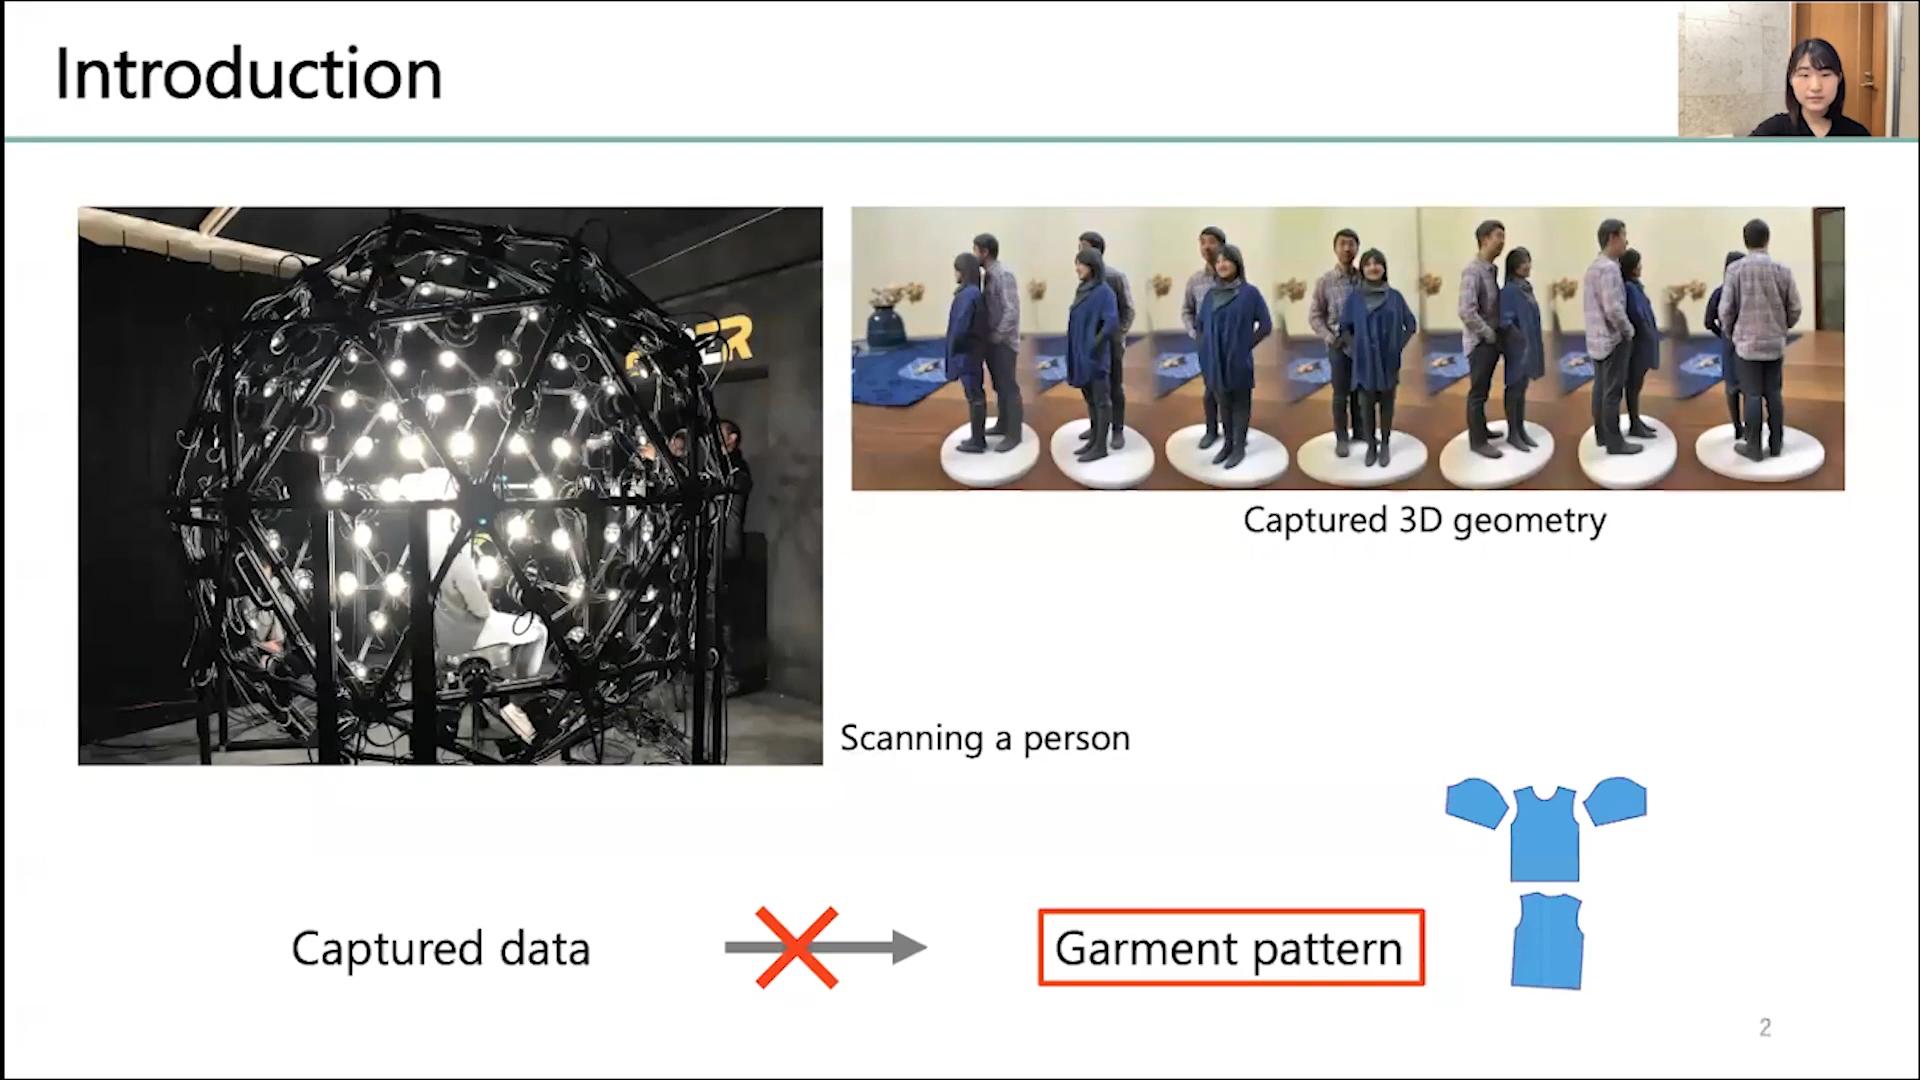 Introduction
Captured 3D geometry
Scanning a person
Captured data
Garment pattern
2